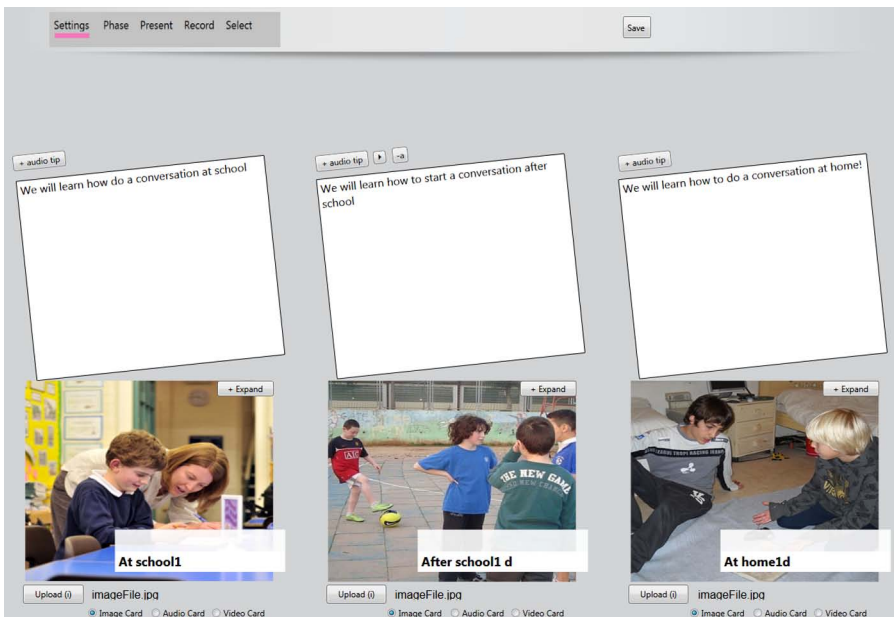 Settings Phase Present Record Select
Save
+ audio tip
We will learn how do a conversation at school
+ Expand
At school1
Upload (i) imageFile.jpg
Image Card Audio Card Video Card
+ audio tip -a
We will learn how to start a conversation after
school
+ Expand
THE NEW GAME
After school1 d
Upload (i) imageFile.jpg
Image Card Audio Card Video Card
+ audio tip
We will learn how to do a conversation at home!
+ Expand
At home1d
Upload (i) imageFile.jpg
Image Card Audio Card Video Card